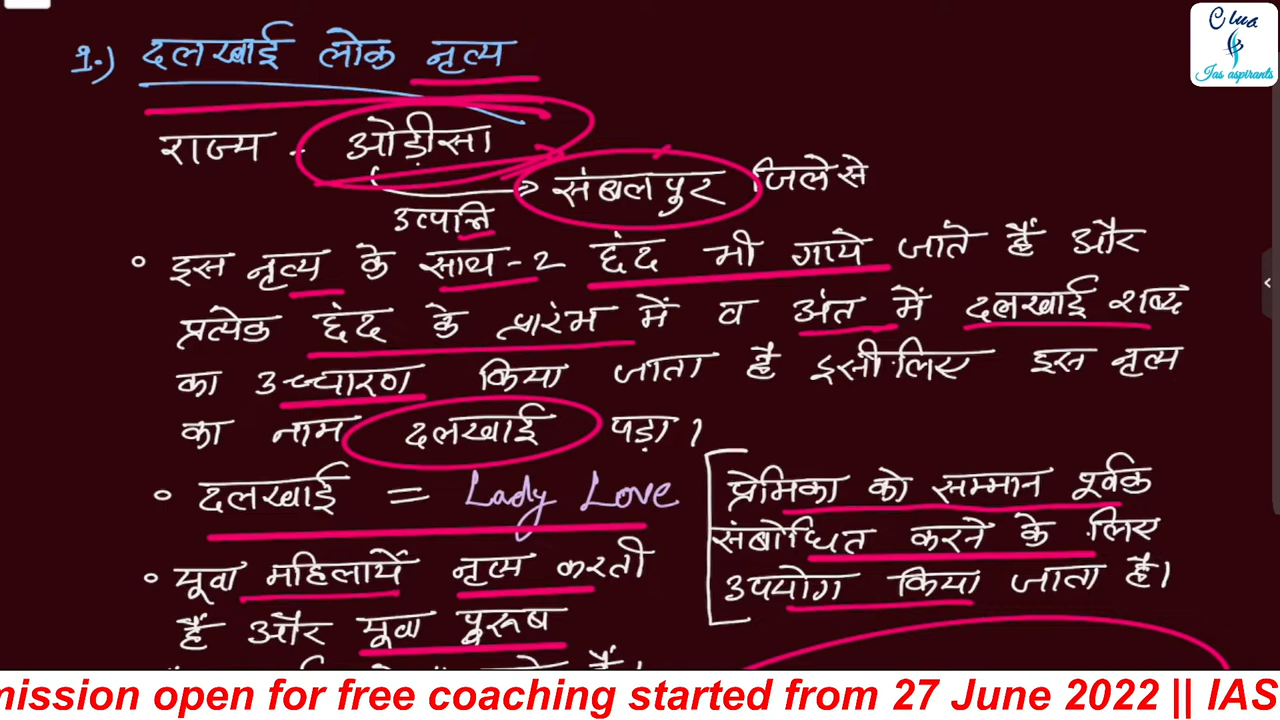 १.) दलखाई लोक नृत्य
राज्य - ओड़ीसा
उत्पत्ति → संबलपुर जिले से
• इस नृत्य के साथ-2 छंद भी गाये जाते हैं और
प्रत्येक छंद के प्रारंभ में व अंत में दलखाई शब्द
का उच्चारण किया जाता है इसीलिए इस नृत्य
का नाम दलखाई पड़ा।
• दलखाई = Lady Love
[प्रेमिका को सम्मान पूर्वक
संबोधित करने के लिए
उपयोग किया जाता है।
• यूवा महिलायें नृत्य करती
हैं और यूवा पुरूष
Clua
Ias aspirants
mission open for free coaching started from 27 June 2022 || IAS